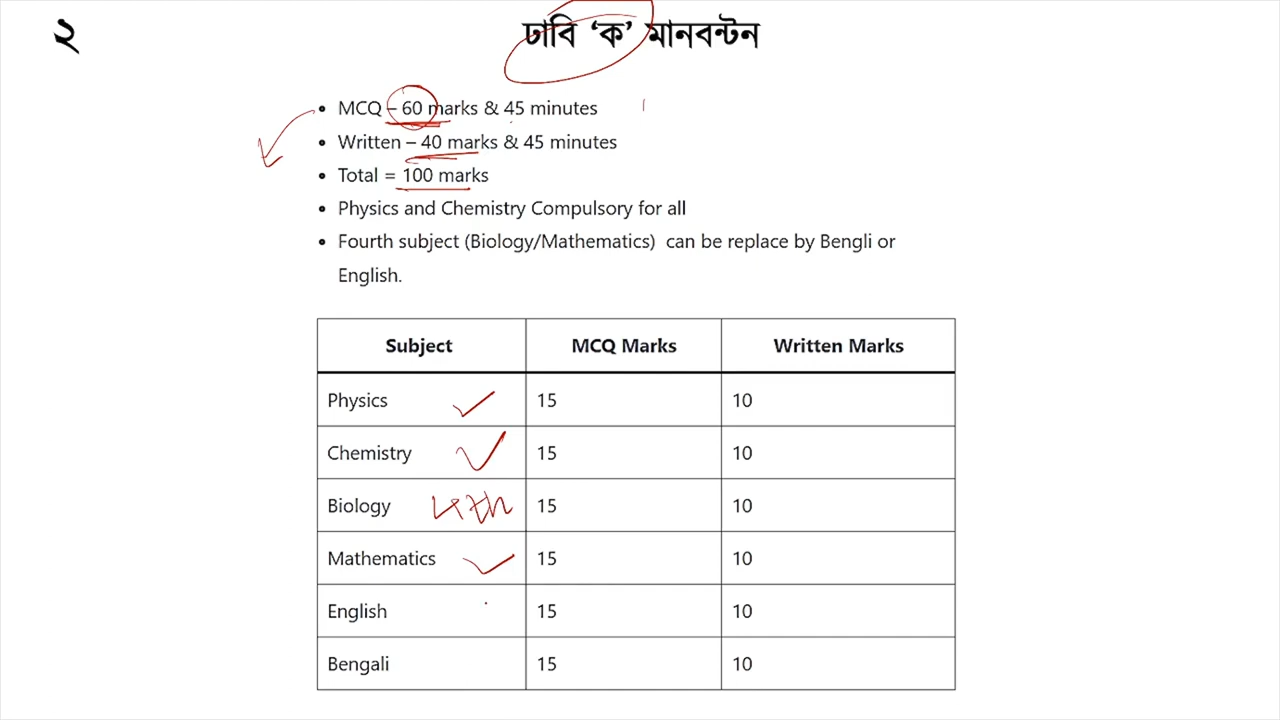 ২
ঢাবি ‘ক’ মানবন্টন
MCQ – 60 marks & 45 minutes
Written – 40 marks & 45 minutes
Total = 100 marks
Physics and Chemistry Compulsory for all
Fourth subject (Biology/Mathematics) can be replace by Bengli or
English.
Subject MCQ Marks Written Marks
Physics 15 10
Chemistry 15 10
Biology 4th 15 10
Mathematics 15 10
English 15 10
Bengali 15 10